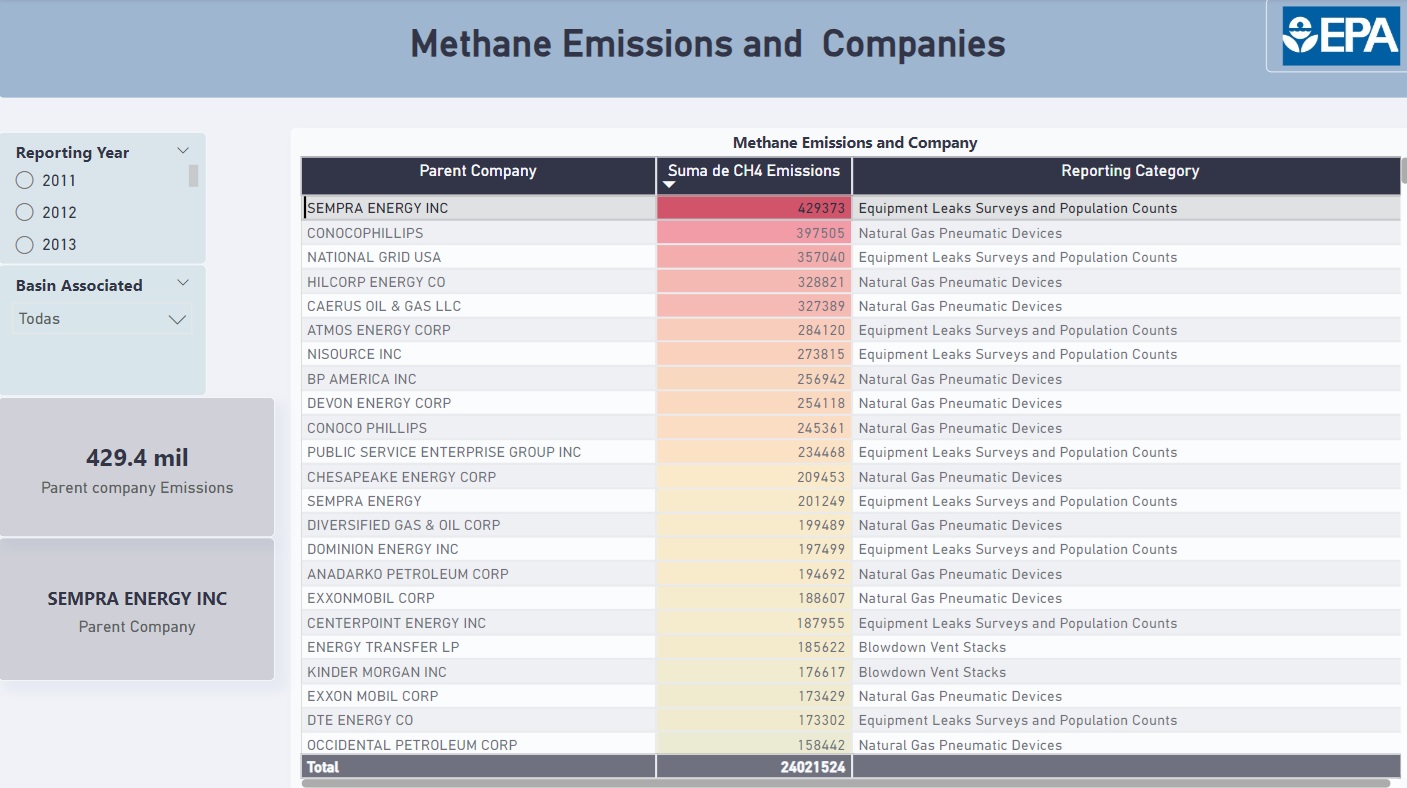 Methane Emissions and Companies
EPA
Reporting Year
2011
2012
2013
Basin Associated
Todas
429.4 mil
Parent company Emissions
SEMPRA ENERGY INC
Parent Company
Methane Emissions and Company
Parent Company Suma de CH4 Emissions Reporting Category
SEMPRA ENERGY INC 429373 Equipment Leaks Surveys and Population Counts
CONOCOPHILLIPS 397505 Natural Gas Pneumatic Devices
NATIONAL GRID USA 357040 Equipment Leaks Surveys and Population Counts
HILCORP ENERGY CO 328821 Natural Gas Pneumatic Devices
CAERUS OIL & GAS LLC 327389 Natural Gas Pneumatic Devices
ATMOS ENERGY CORP 284120 Equipment Leaks Surveys and Population Counts
NISOURCE INC 273815 Equipment Leaks Surveys and Population Counts
BP AMERICA INC 256942 Natural Gas Pneumatic Devices
DEVON ENERGY CORP 254118 Natural Gas Pneumatic Devices
CONOCO PHILLIPS 245361 Natural Gas Pneumatic Devices
PUBLIC SERVICE ENTERPRISE GROUP INC 234468 Equipment Leaks Surveys and Population Counts
CHESAPEAKE ENERGY CORP 209453 Natural Gas Pneumatic Devices
SEMPRA ENERGY 201249 Equipment Leaks Surveys and Population Counts
DIVERSIFIED GAS & OIL CORP 199489 Natural Gas Pneumatic Devices
DOMINION ENERGY INC 197499 Equipment Leaks Surveys and Population Counts
ANADARKO PETROLEUM CORP 194692 Natural Gas Pneumatic Devices
EXXONMOBIL CORP 188607 Natural Gas Pneumatic Devices
CENTERPOINT ENERGY INC 187955 Equipment Leaks Surveys and Population Counts
ENERGY TRANSFER LP 185622 Blowdown Vent Stacks
KINDER MORGAN INC 176617 Blowdown Vent Stacks
EXXON MOBIL CORP 173429 Natural Gas Pneumatic Devices
DTE ENERGY CO 173302 Equipment Leaks Surveys and Population Counts
OCCIDENTAL PETROLEUM CORP 158442 Natural Gas Pneumatic Devices
Total 24021524